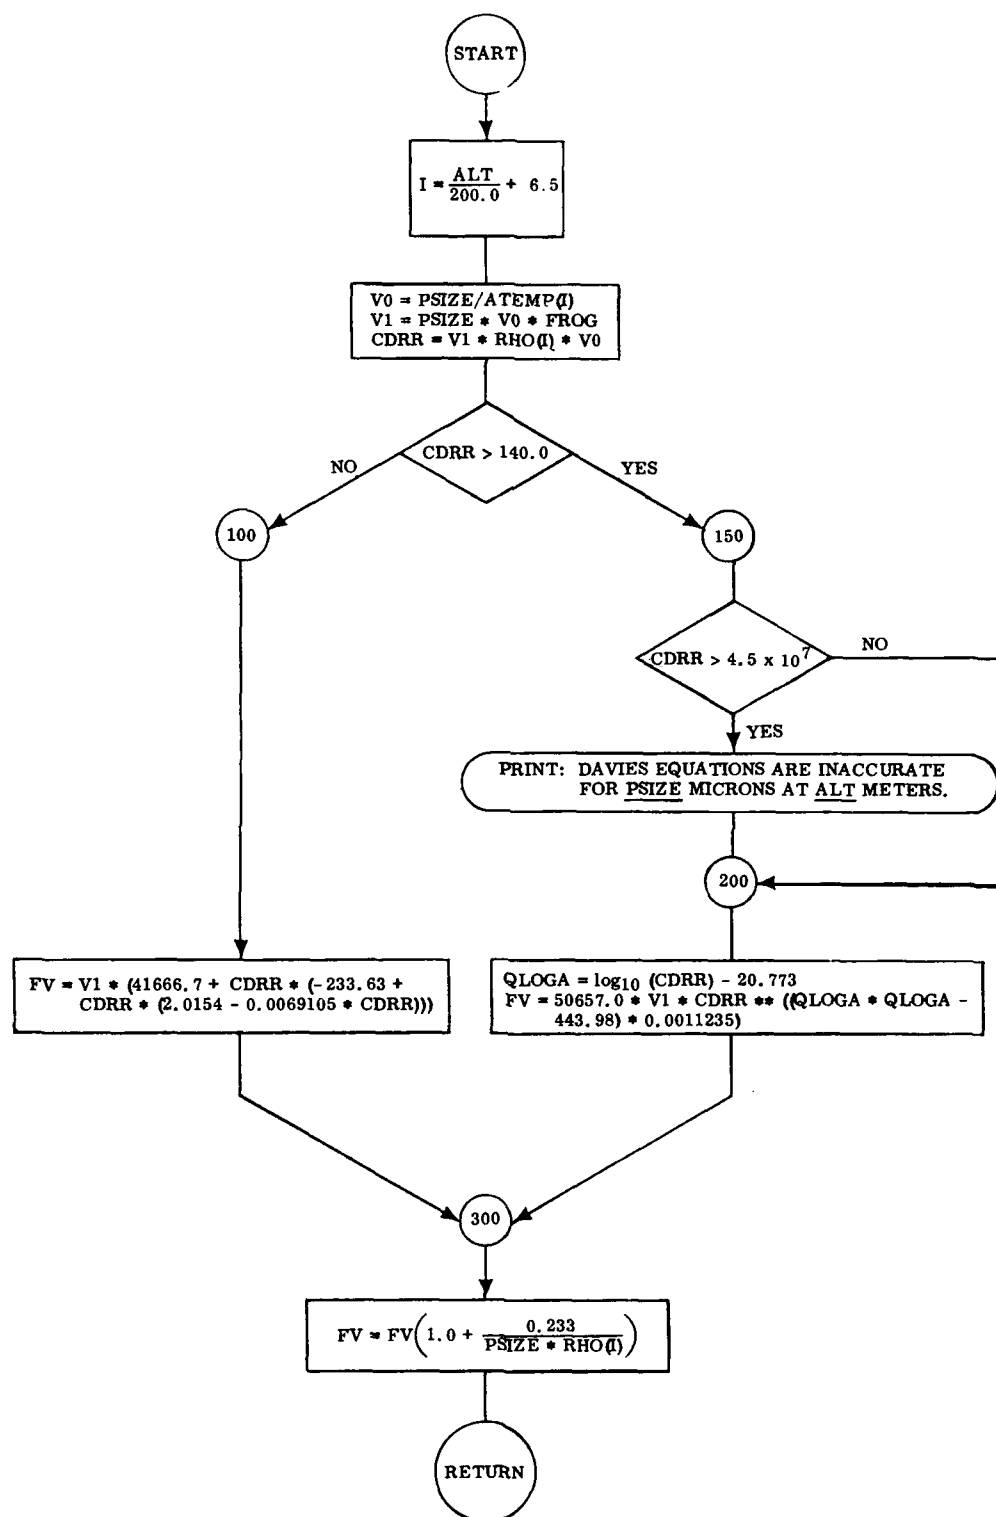 START
I = ALT / 200.0 + 6.5
V0 = PSIZE/ATEMP(I)
V1 = PSIZE * V0 * FROG
CDRR = V1 * RHO(I) * V0
CDRR > 140.0
NO
YES
100
150
CDRR > 4.5 x 10^7
NO
YES
PRINT: DAVIES EQUATIONS ARE INACCURATE
FOR PSIZE MICRONS AT ALT METERS.
200
FV = V1 * (41666.7 + CDRR * (-233.63 +
CDRR * (2.0154 - 0.0069105 * CDRR)))
QLOGA = log10 (CDRR) - 20.773
FV = 50657.0 * V1 * CDRR ** ((QLOGA * QLOGA -
443.98) * 0.0011235)
300
FV = FV(1.0 + 0.233 / PSIZE * RHO(I))
RETURN